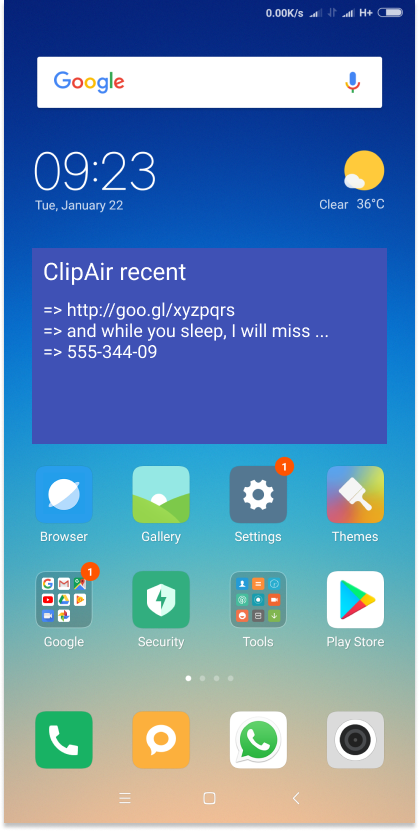 0.00K/s H+
Google
09:23
Tue, January 22
Clear 36°C
ClipAir recent
=> http://goo.gl/xyzpqrs
=> and while you sleep, I will miss ...
=> 555-344-09
1
Browser Gallery Settings Themes
1
Google Security Tools Play Store